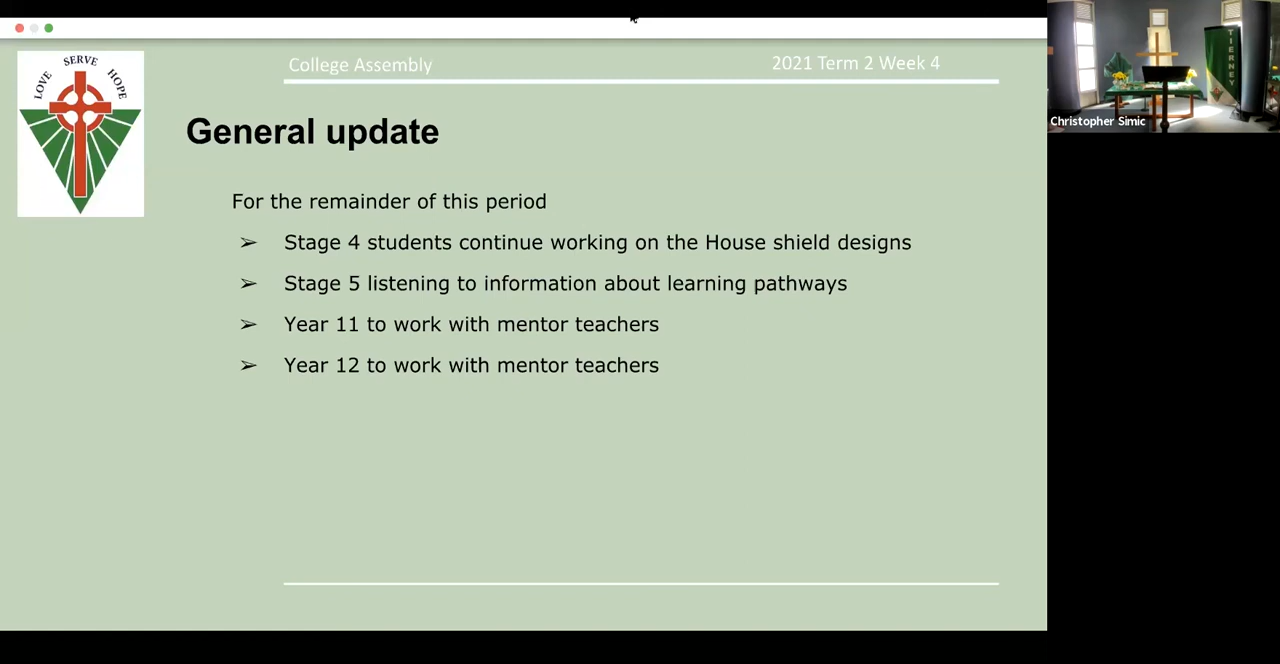 LOVE SERVE HOPE
College Assembly
2021 Term 2 Week 4
General update
For the remainder of this period
➢ Stage 4 students continue working on the House shield designs
➢ Stage 5 listening to information about learning pathways
➢ Year 11 to work with mentor teachers
➢ Year 12 to work with mentor teachers
TIERNEY
Christopher Simic